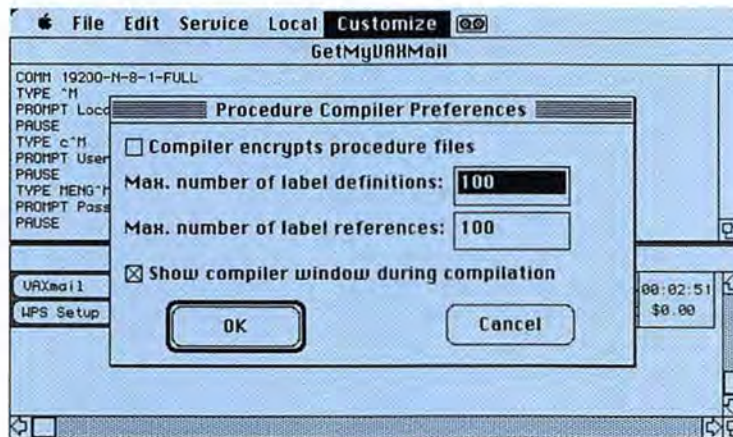 File Edit Service Local Customize
GetMyVAXMail
COMM 19200-N-8-1-FULL
TYPE ^M
PROMPT Loca
PAUSE
TYPE c^M
PROMPT User
PAUSE
TYPE MENG^M
PROMPT Pass
PAUSE
Procedure Compiler Preferences
Compiler encrypts procedure files
Max. number of label definitions: 100
Max. number of label references: 100
Show compiler window during compilation
OK Cancel
VAXmail
WPS Setup
00:02:51
$0.00